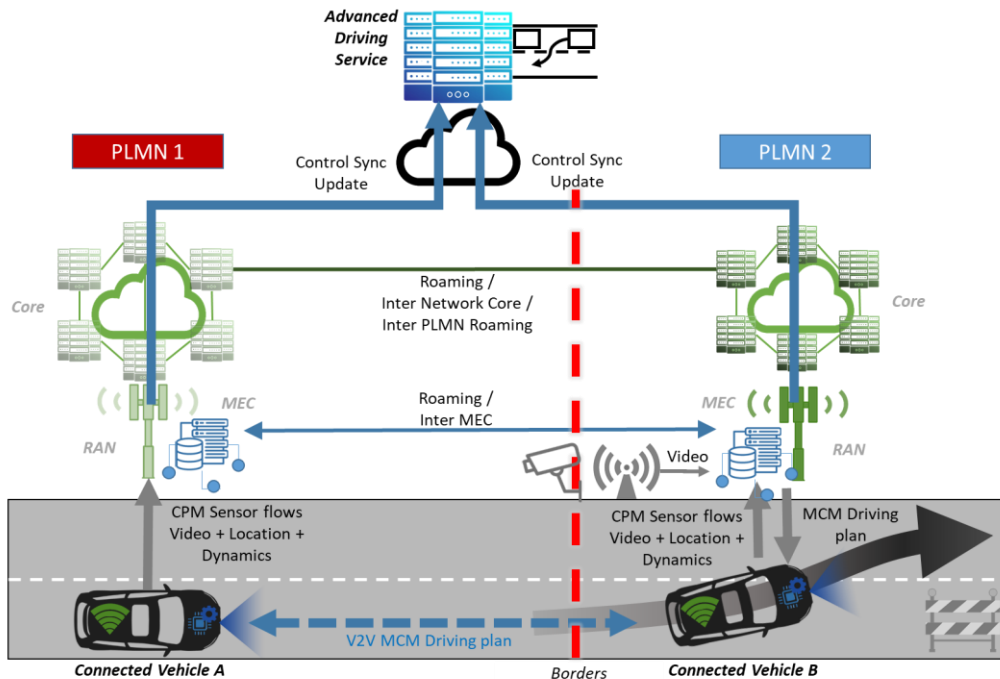 Advanced
Driving
Service
PLMN 1
PLMN 2
Control Sync
Update
Control Sync
Update
Core
Roaming /
Inter Network Core /
Inter PLMN Roaming
Core
MEC
Roaming /
Inter MEC
MEC
RAN
RAN
Video
CPM Sensor flows
Video + Location +
Dynamics
CPM Sensor flows
Video + Location +
Dynamics
MCM Driving
plan
V2V MCM Driving plan
Connected Vehicle A
Borders
Connected Vehicle B